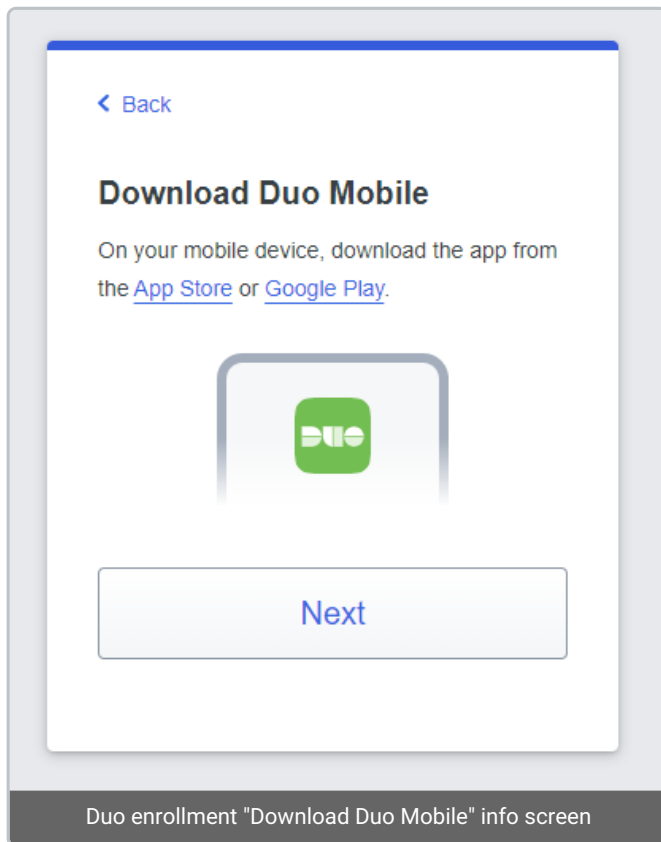 Back
Download Duo Mobile
On your mobile device, download the app from
the App Store or Google Play.
DUO
Next
Duo enrollment "Download Duo Mobile" info screen